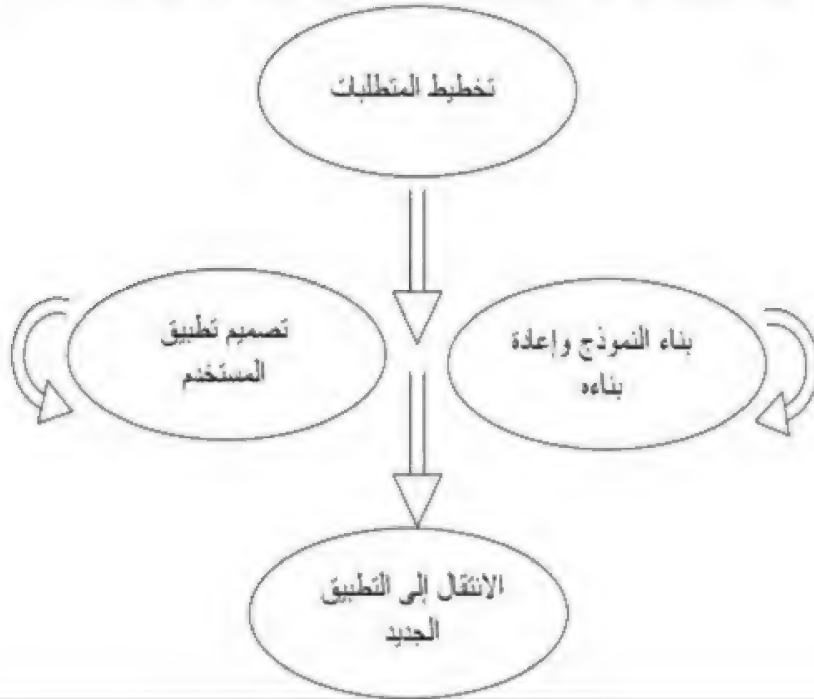 تخطيط المتطلبات
بناء النموذج وإعادة
بناءه
تصميم تطبيق
المستخدم
الانتقال إلى التطبيق
الجديد